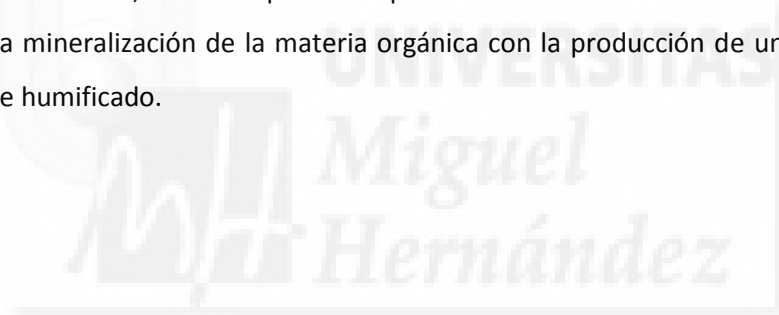 a mineralización de la materia orgánica con la producción de un
e humificado.
UNIVERSITAS
Miguel
Hernández